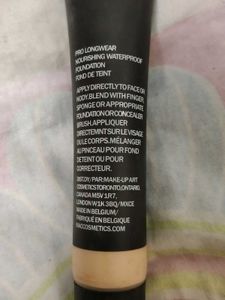 PRO LONGWEAR
NOURISHING WATERPROOF
FOUNDATION
FOND DE TEINT
APPLY DIRECTLY TO FACE OR
BODY. BLEND WITH FINGER,
SPONGE OR APPROPRIATE
FOUNDATION OR CONCEALER
BRUSH. APPLIQUER
DIRECTEMNT SUR LE VISAGE
OU LE CORPS. MÉLANGER
AU PINCEAU POUR FOND
DE TEINT OU POUR
CORRECTEUR.
DIST. DY/PAR: MAKE-UP ART
COSMETICS TORONTO, ONTARIO,
CANADA M5V 1R7,
LONDON W1K 3BQ/MXICE
MADE IN BELGIUM/
FABRIQUÉ EN BELGIQUE
MACCOSMETICS.COM